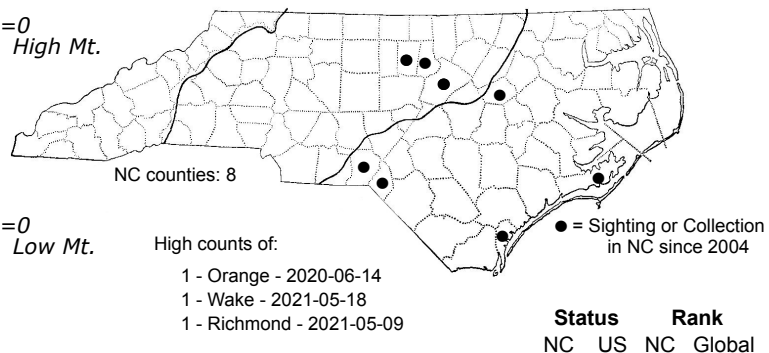 =0
High Mt.
NC counties: 8
=0
Low Mt.
High counts of:
1 - Orange - 2020-06-14
1 - Wake - 2021-05-18
1 - Richmond - 2021-05-09
● = Sighting or Collection
in NC since 2004
Status Rank
NC US NC Global